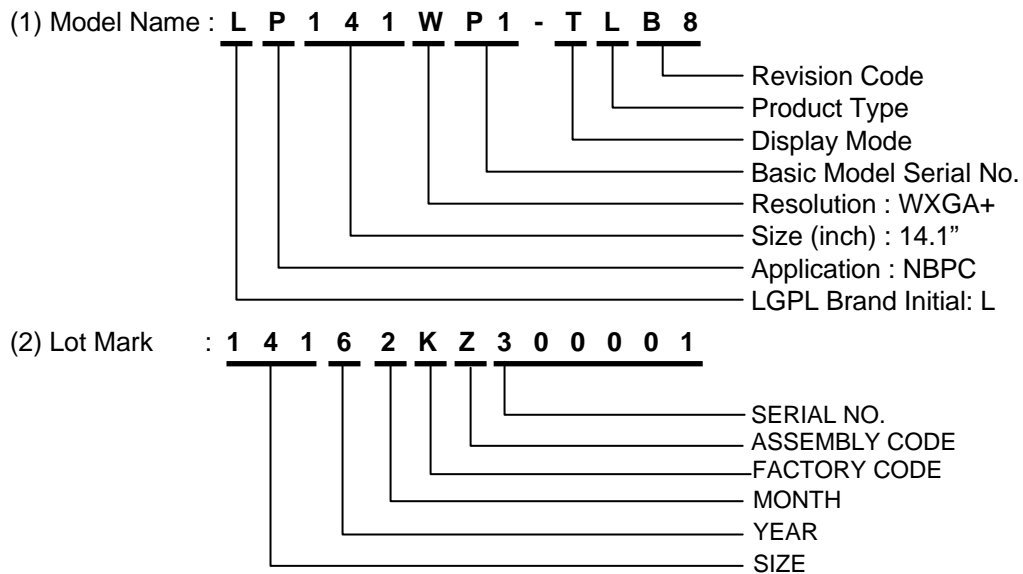 (1) Model Name : L P 1 4 1 W P 1 - T L B 8
Revision Code
Product Type
Display Mode
Basic Model Serial No.
Resolution : WXGA+
Size (inch) : 14.1”
Application : NBPC
LGPL Brand Initial: L
(2) Lot Mark : 1 4 1 6 2 K Z 3 0 0 0 0 1
SERIAL NO.
ASSEMBLY CODE
FACTORY CODE
MONTH
YEAR
SIZE